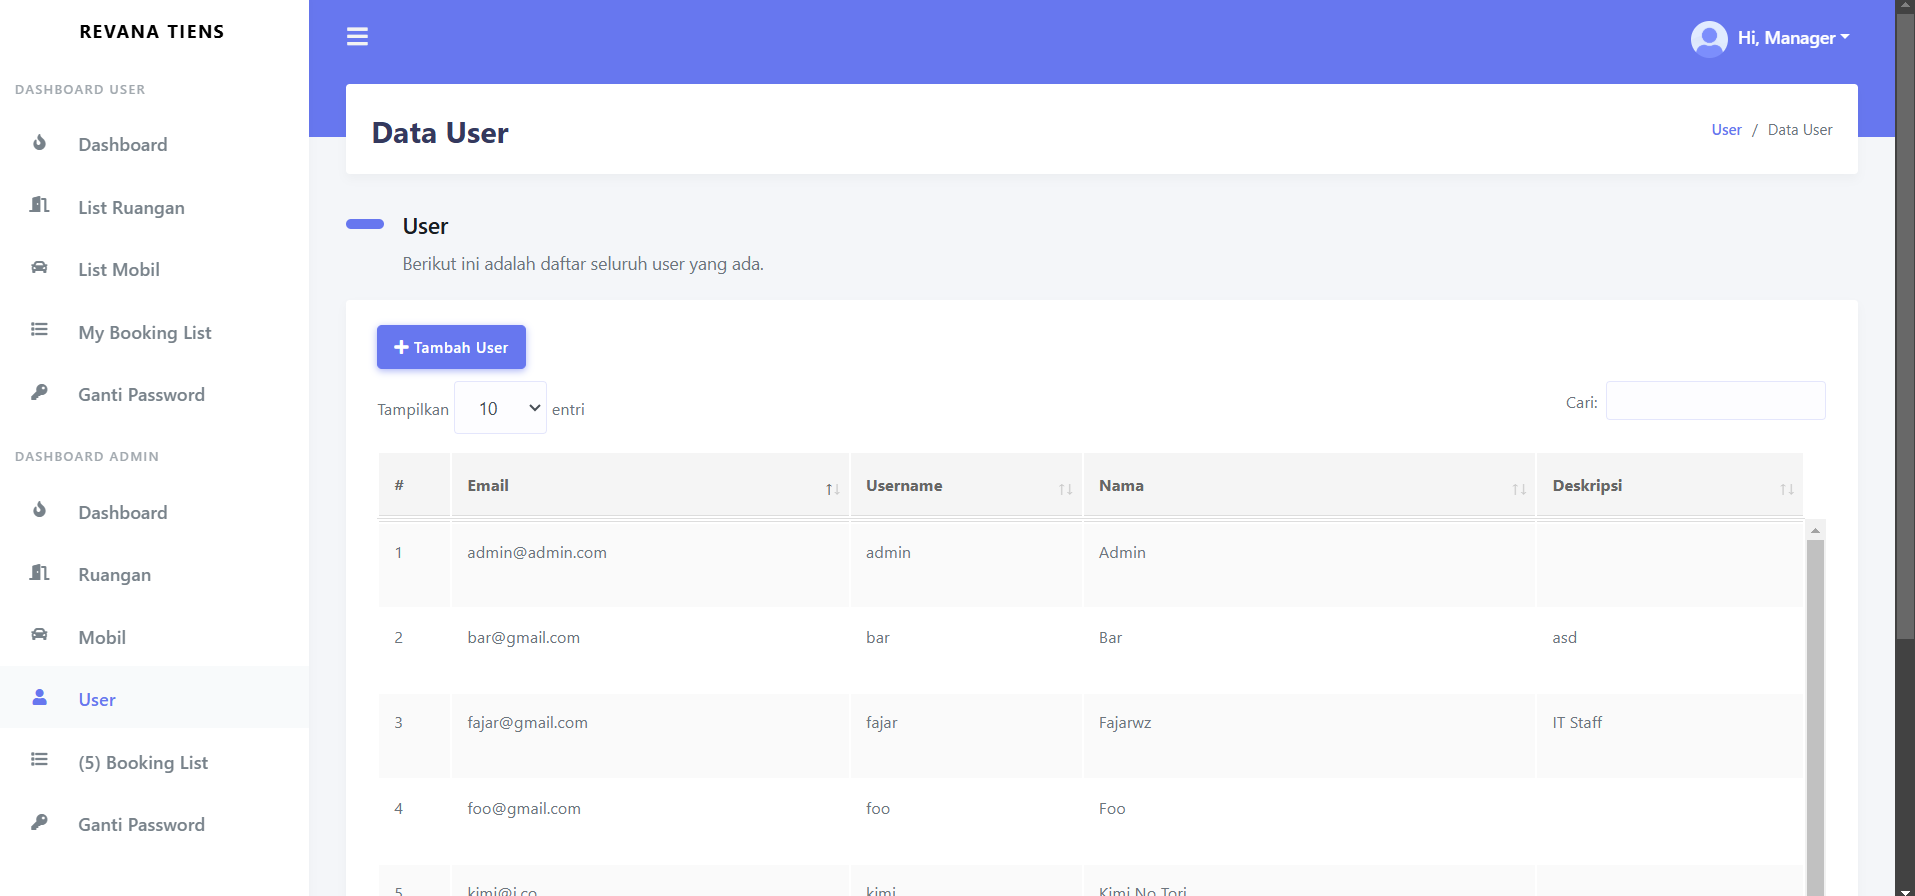 REVANA TIENS
DASHBOARD USER
Dashboard
List Ruangan
List Mobil
My Booking List
Ganti Password
DASHBOARD ADMIN
Dashboard
Ruangan
Mobil
User
(5) Booking List
Ganti Password
Hi, Manager
Data User
User / Data User
User
Berikut ini adalah daftar seluruh user yang ada.
Tambah User
Tampilkan 10 entri
Cari:
# Email Username Nama Deskripsi
1 admin@admin.com admin Admin
2 bar@gmail.com bar Bar asd
3 fajar@gmail.com fajar Fajarwz IT Staff
4 foo@gmail.com foo Foo
5 kimi@i.co kimi Kimi No Tori